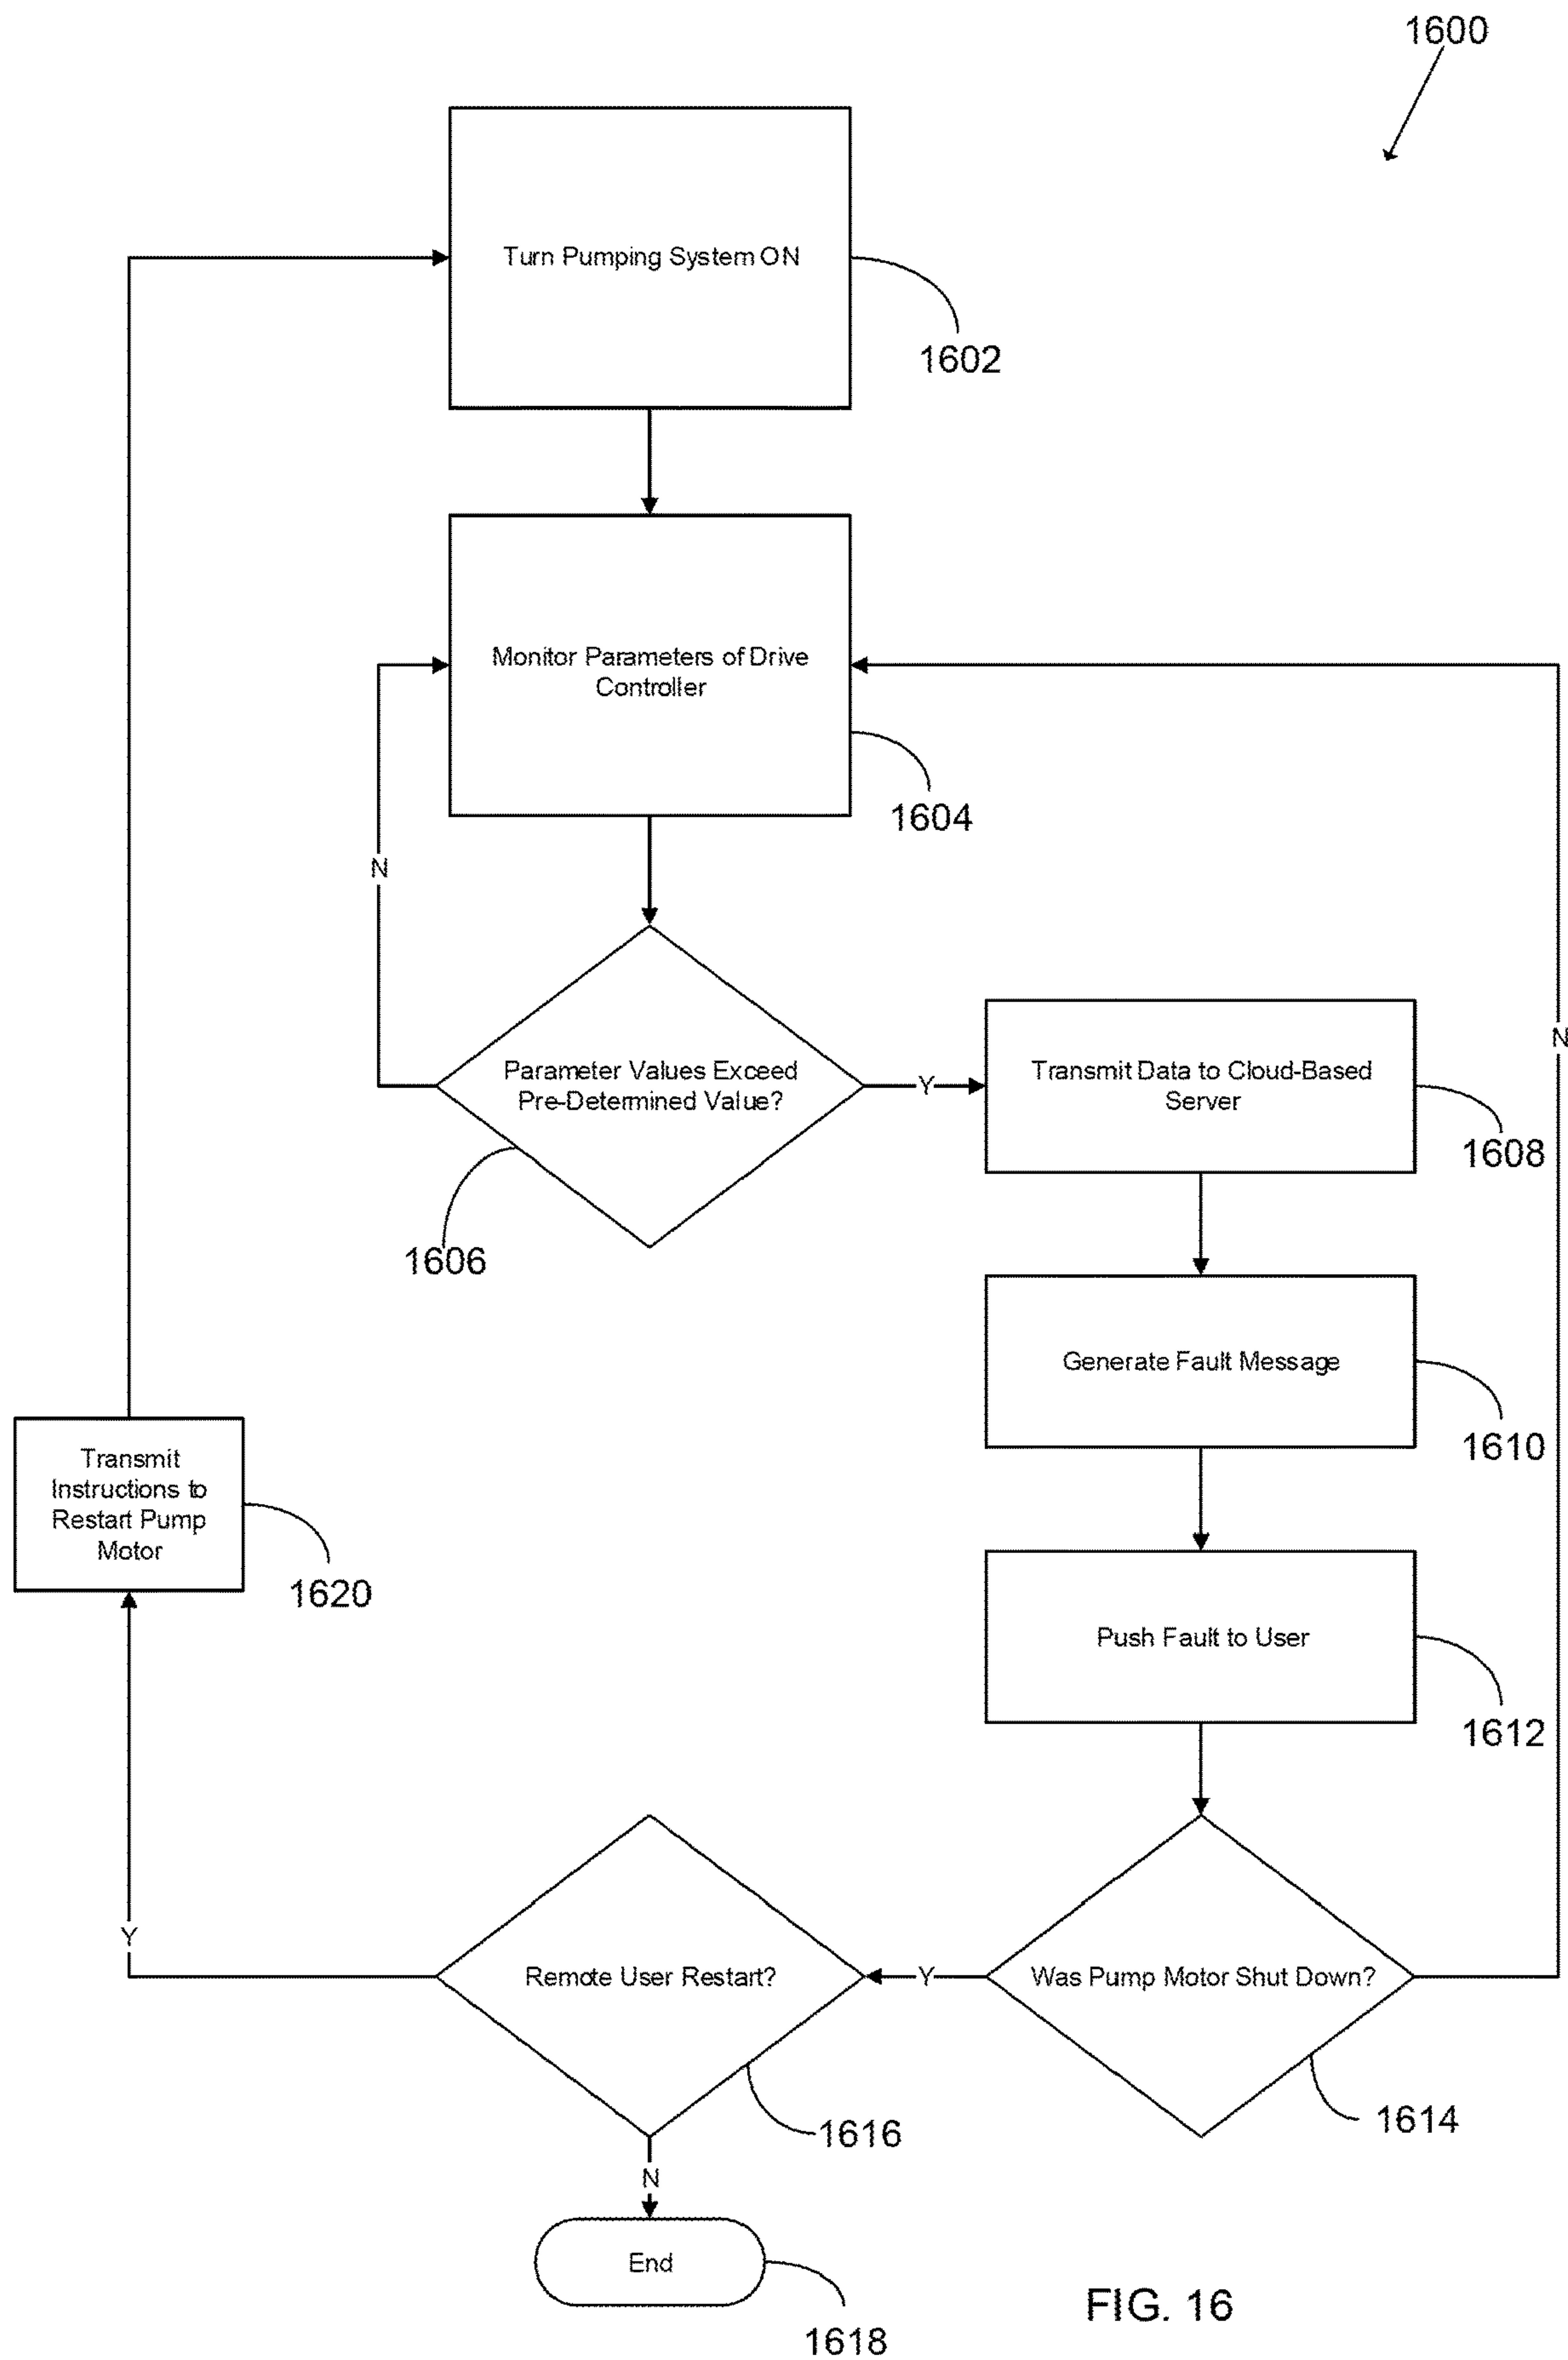 1600
Turn Pumping System ON
1602
Monitor Parameters of Drive
Controller
1604
N
N
Parameter Values Exceed
Pre-Determined Value?
Y
1606
Transmit Data to Cloud-Based
Server
1608
Generate Fault Message
1610
Transmit
Instructions to
Restart Pump
Motor
1620
Push Fault to User
1612
Y
Remote User Restart?
Y
Was Pump Motor Shut Down?
1616
1614
N
End
1618
FIG. 16